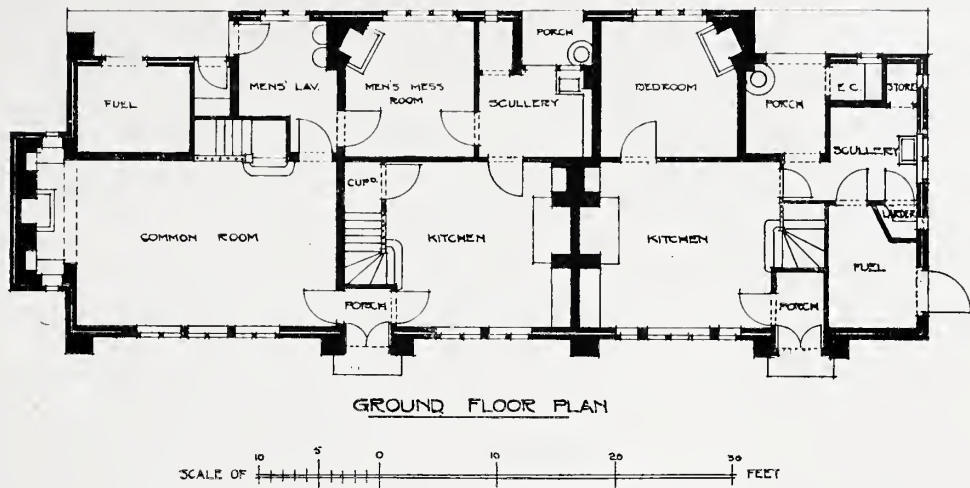 PORCH
FUEL
MENS' LAV.
MEN'S MESS
ROOM
SCULLERY
BEDROOM
PORCH
E.C.
STORE
SCULLERY
CUPD.
LARDER
COMMON ROOM
KITCHEN
KITCHEN
FUEL
PORCH
PORCH
GROUND FLOOR PLAN
SCALE OF 10 5 0 10 20 30 FEET